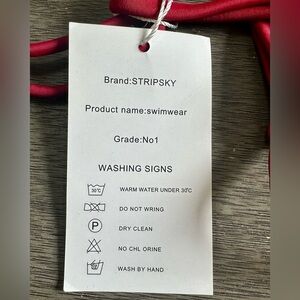 Brand:STRIPSKY
Product name:swimwear
Grade:No1
WASHING SIGNS
30℃ WARM WATER UNDER 30℃
DO NOT WRING
P DRY CLEAN
NO CHL ORINE
WASH BY HAND